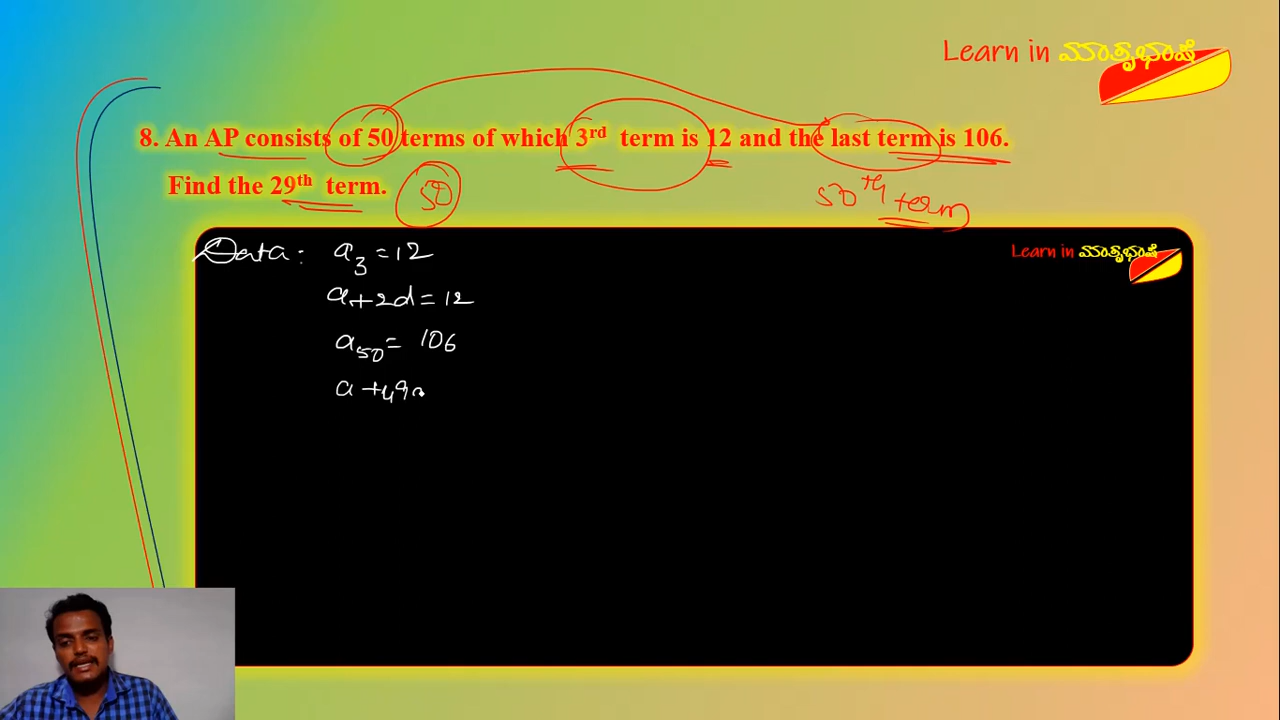 Learn in ಮಾತೃಭಾಷೆ
8. An AP consists of 50 terms of which 3rd term is 12 and the last term is 106.
Find the 29th term.
50
50th term
Data: a3 = 12
Learn in ಮಾತೃಭಾಷೆ
a+2d = 12
a50 = 106
a +49